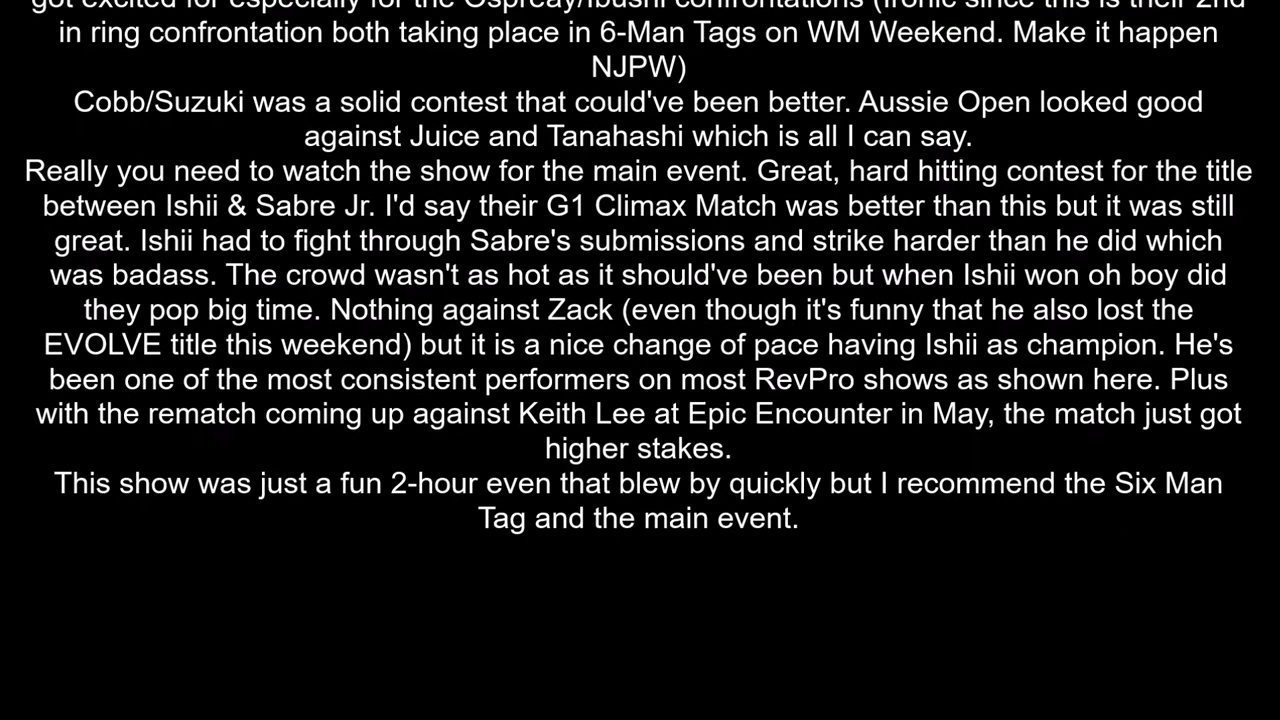 got excited for especially for the Ospreay/Ibushi confrontations (Ironic since this is their 2nd
in ring confrontation both taking place in 6-Man Tags on WM Weekend. Make it happen
NJPW)
Cobb/Suzuki was a solid contest that could've been better. Aussie Open looked good
against Juice and Tanahashi which is all I can say.
Really you need to watch the show for the main event. Great, hard hitting contest for the title
between Ishii & Sabre Jr. I'd say their G1 Climax Match was better than this but it was still
great. Ishii had to fight through Sabre's submissions and strike harder than he did which
was badass. The crowd wasn't as hot as it should've been but when Ishii won oh boy did
they pop big time. Nothing against Zack (even though it's funny that he also lost the
EVOLVE title this weekend) but it is a nice change of pace having Ishii as champion. He's
been one of the most consistent performers on most RevPro shows as shown here. Plus
with the rematch coming up against Keith Lee at Epic Encounter in May, the match just got
higher stakes.
This show was just a fun 2-hour even that blew by quickly but I recommend the Six Man
Tag and the main event.